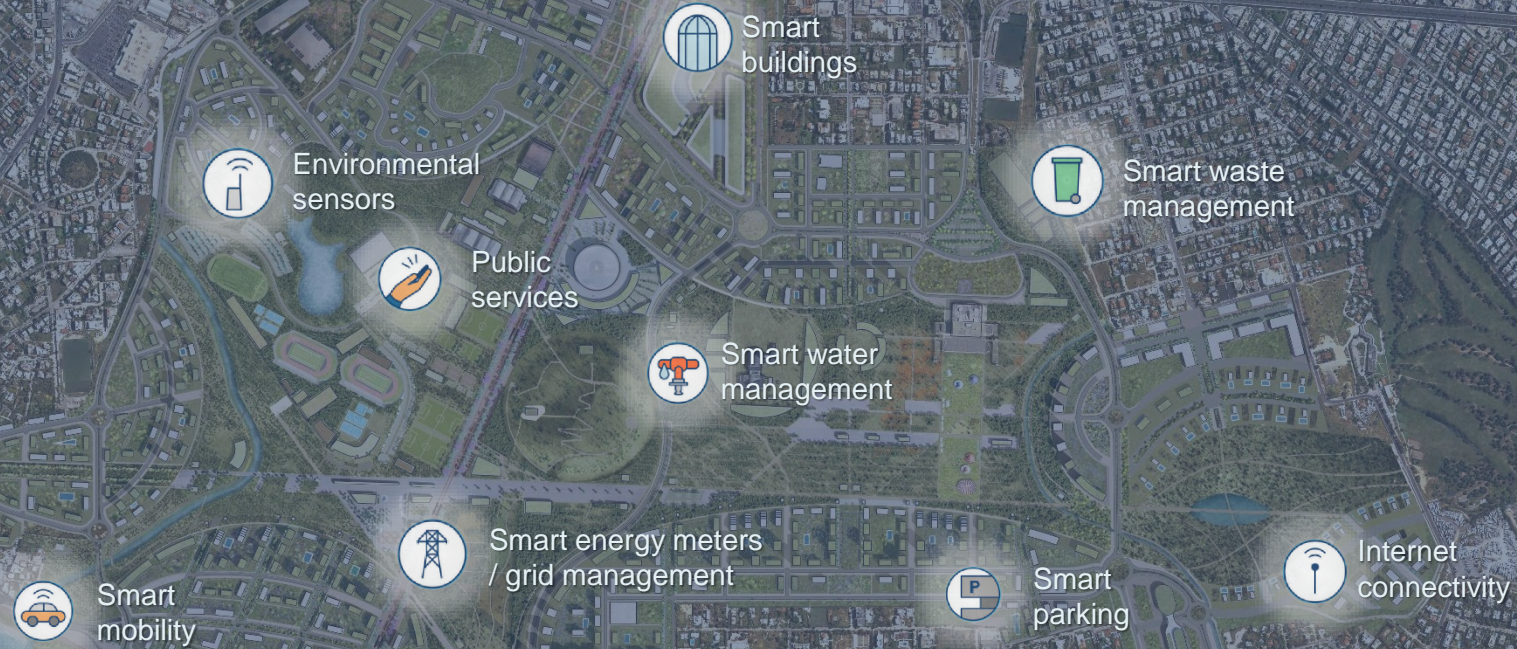 Smart
buildings
Environmental
sensors
Smart waste
management
Public
services
Smart water
management
Smart energy meters
/ grid management
Internet
connectivity
P
Smart
parking
Smart
mobility